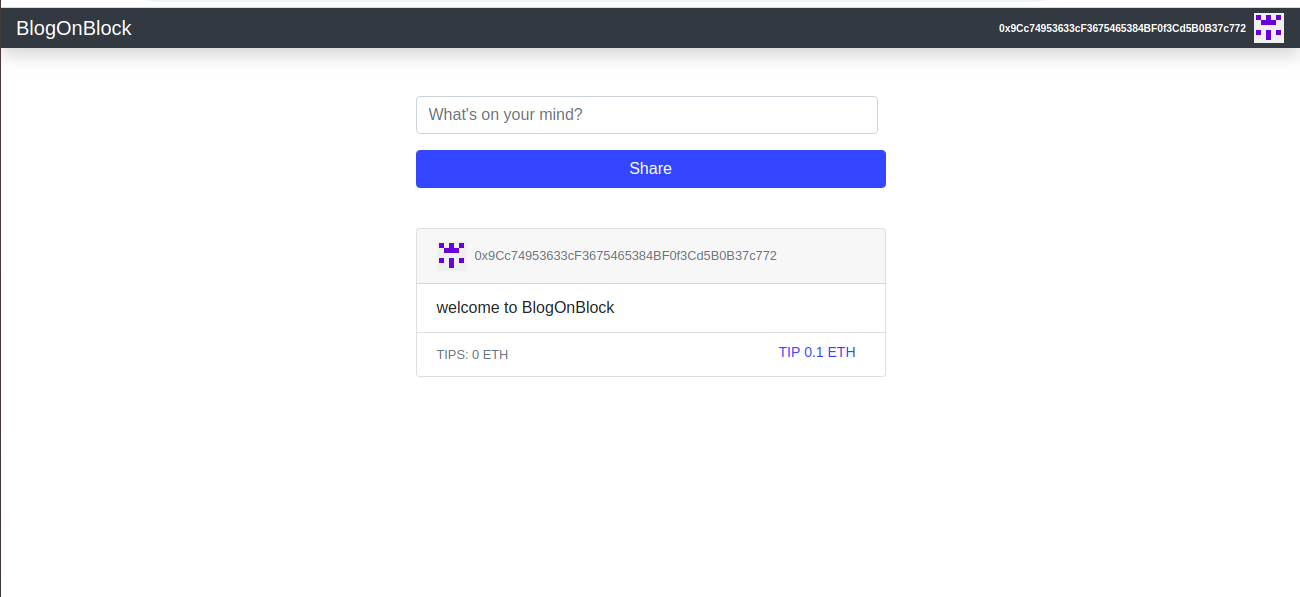 BlogOnBlock
0x9Cc74953633cF3675465384BF0f3Cd5B0B37c772
What's on your mind?
Share
0x9Cc74953633cF3675465384BF0f3Cd5B0B37c772
welcome to BlogOnBlock
TIPS: 0 ETH
TIP 0.1 ETH